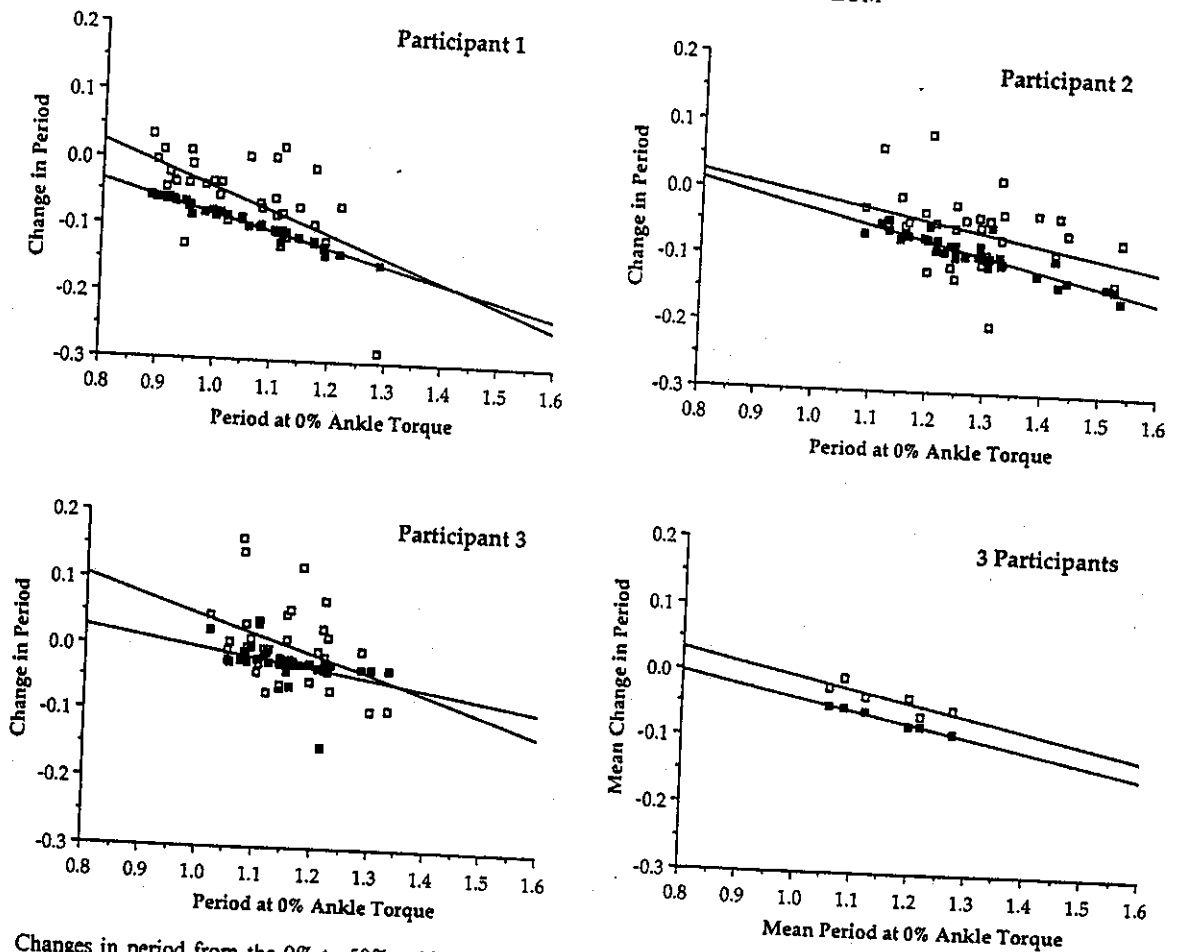 Participant 1
0.2
0.1
0.0
-0.1
-0.2
-0.3
Change in Period
0.8 0.9 1.0 1.1 1.2 1.3 1.4 1.5 1.6
Period at 0% Ankle Torque
Participant 2
0.2
0.1
0.0
-0.1
-0.2
-0.3
Change in Period
0.8 0.9 1.0 1.1 1.2 1.3 1.4 1.5 1.6
Period at 0% Ankle Torque
Participant 3
0.2
0.1
0.0
-0.1
-0.2
-0.3
Change in Period
0.8 0.9 1.0 1.1 1.2 1.3 1.4 1.5 1.6
Period at 0% Ankle Torque
3 Participants
0.2
0.1
0.0
-0.1
-0.2
-0.3
Mean Change in Period
0.8 0.9 1.0 1.1 1.2 1.3 1.4 1.5 1.6
Mean Period at 0% Ankle Torque
Changes in period from the 0% to 50%